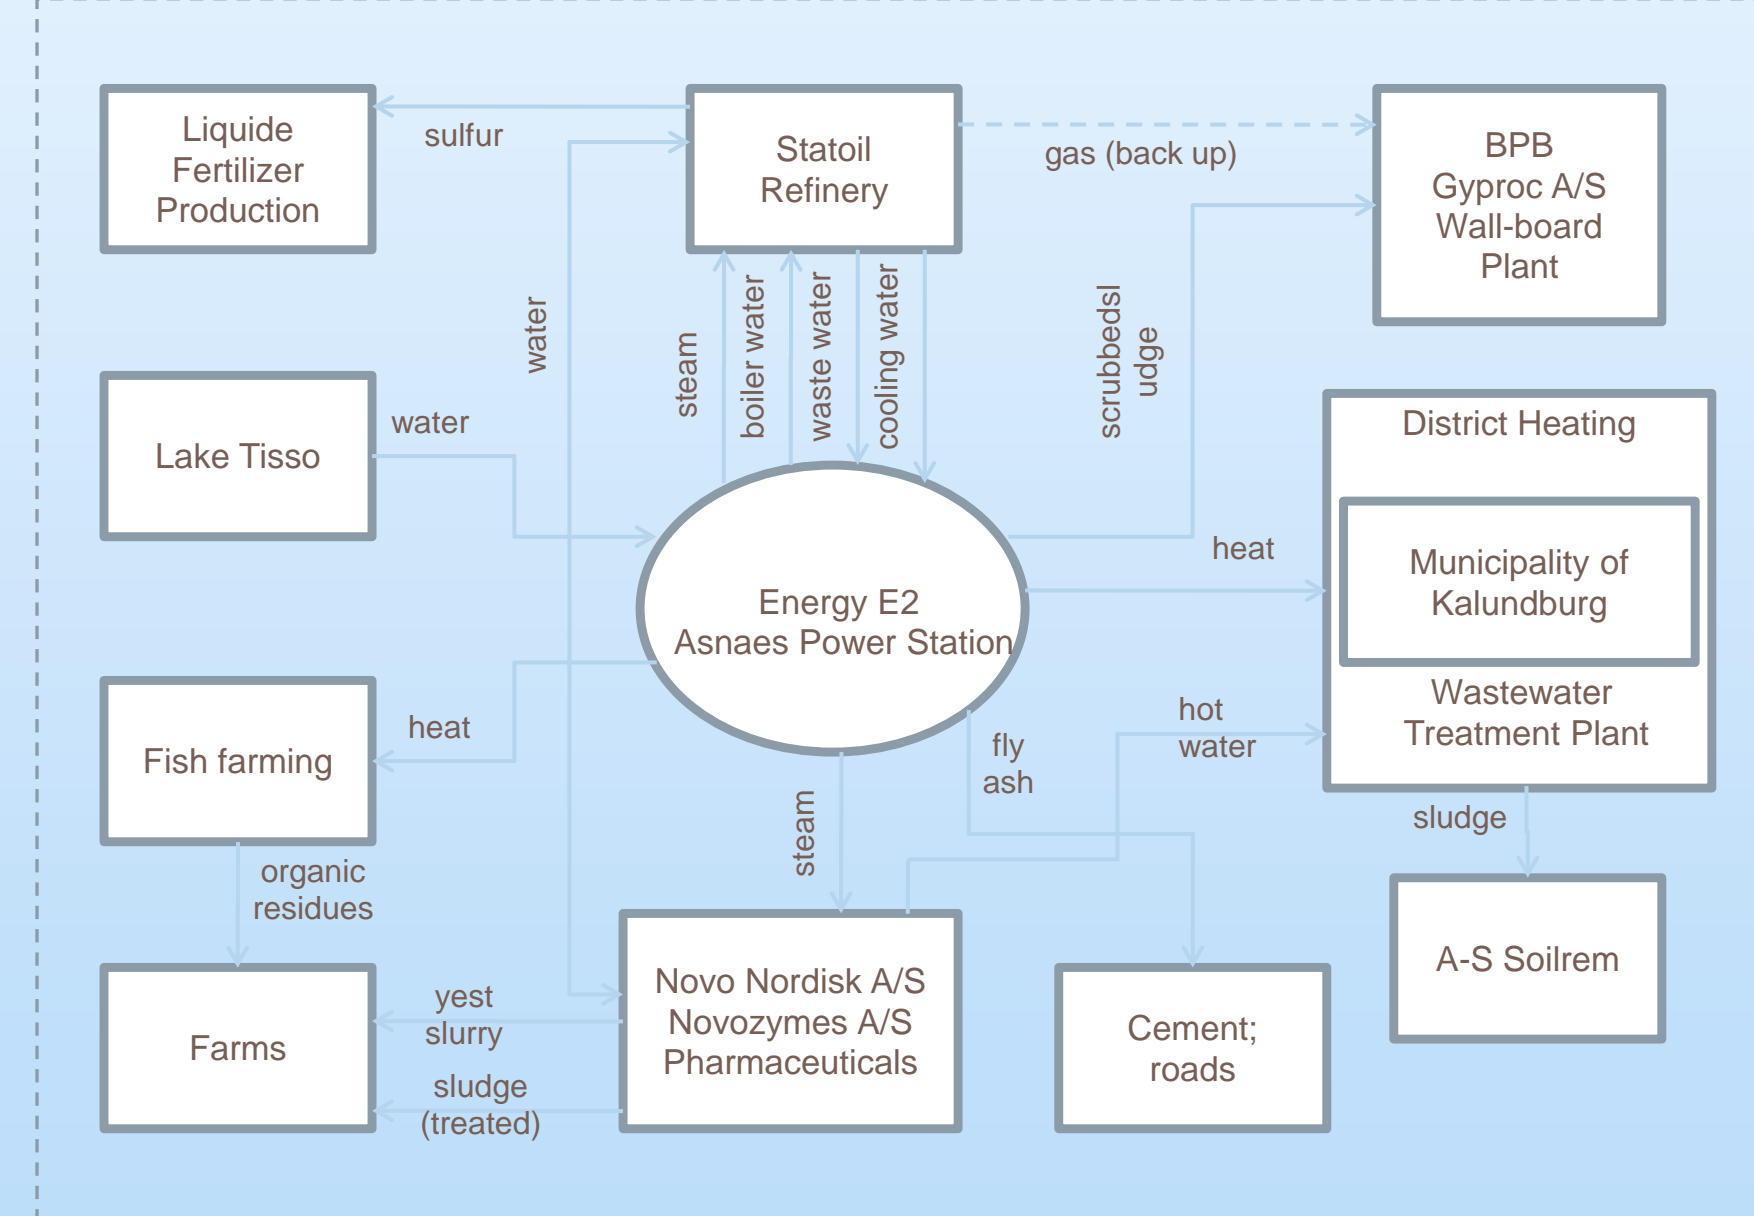 Liquide
Fertilizer
Production
sulfur
Statoil
Refinery
gas (back up)
BPB
Gyproc A/S
Wall-board
Plant
water
steam
boiler water
waste water
cooling water
scrubbedsl
udge
Lake Tisso
water
District Heating
Municipality of
Kalundburg
Wastewater
Treatment Plant
heat
Energy E2
Asnaes Power Station
Fish farming
heat
hot
water
fly
ash
steam
sludge
organic
residues
A-S Soilrem
Farms
yest
slurry
sludge
(treated)
Novo Nordisk A/S
Novozymes A/S
Pharmaceuticals
Cement;
roads